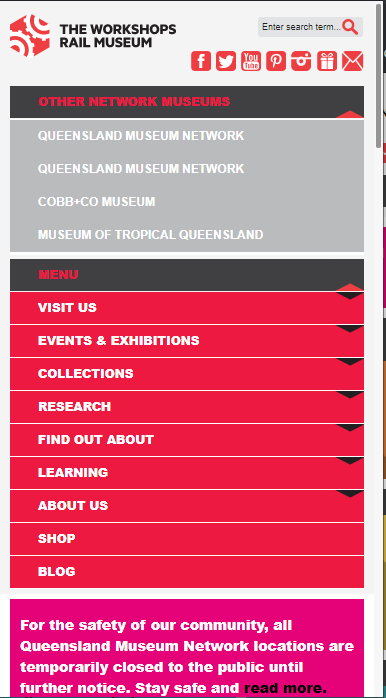 THE WORKSHOPS
RAIL MUSEUM
Enter search term...
You
Tube
OTHER NETWORK MUSEUMS
QUEENSLAND MUSEUM NETWORK
QUEENSLAND MUSEUM NETWORK
COBB+CO MUSEUM
MUSEUM OF TROPICAL QUEENSLAND
MENU
VISIT US
EVENTS & EXHIBITIONS
COLLECTIONS
RESEARCH
FIND OUT ABOUT
LEARNING
ABOUT US
SHOP
BLOG
For the safety of our community, all
Queensland Museum Network locations are
temporarily closed to the public until
further notice. Stay safe and read more.